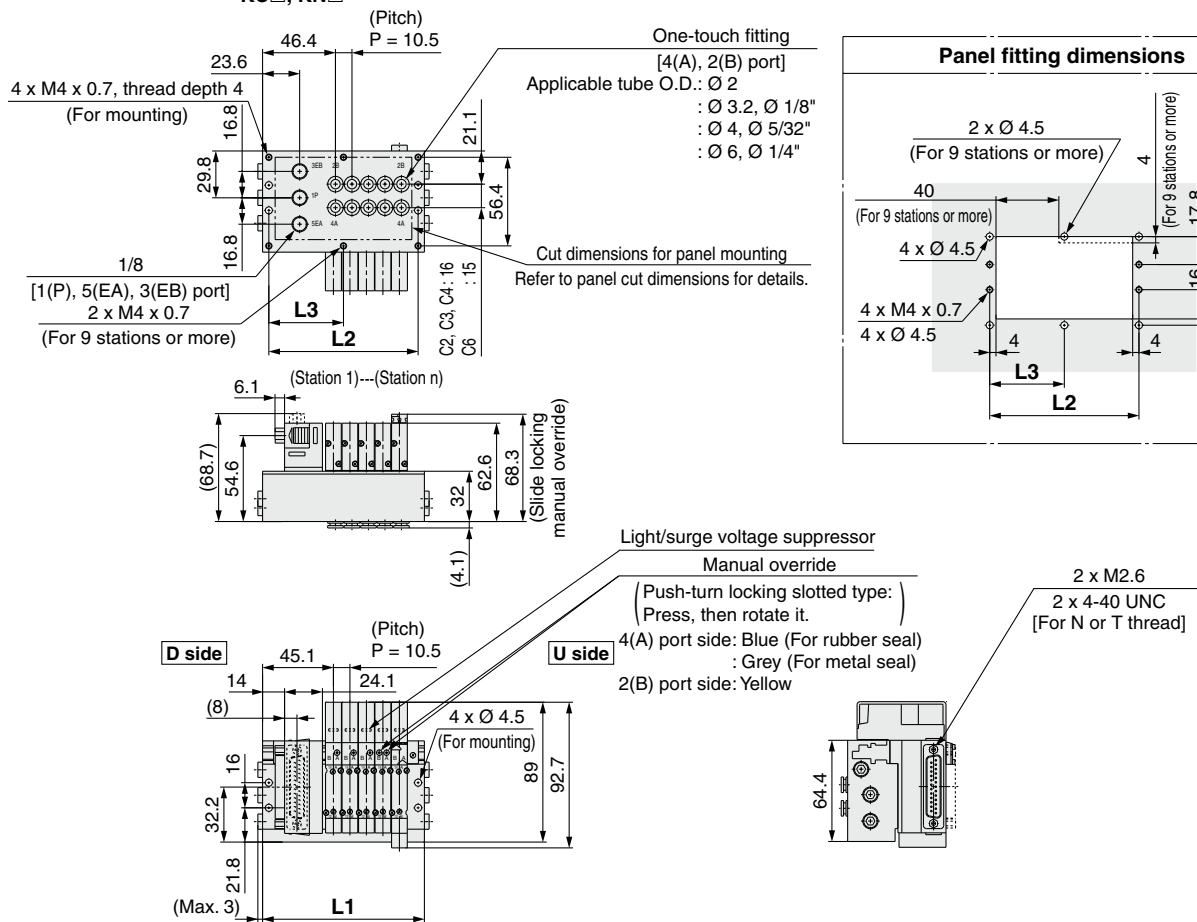 (Pitch)
P = 10.5
46.4
23.6
4 x M4 x 0.7, thread depth 4
(For mounting)
16.8
29.8
16.8
One-touch fitting
[4(A), 2(B) port]
Applicable tube O.D.: Ø 2
: Ø 3.2, Ø 1/8"
: Ø 4, Ø 5/32"
: Ø 6, Ø 1/4"
21.1
56.4
3EB
2B
2B
1P
5EA
4A
4A
1/8
[1(P), 5(EA), 3(EB) port]
2 x M4 x 0.7
(For 9 stations or more)
Cut dimensions for panel mounting
Refer to panel cut dimensions for details.
L3
L2
C2, C3, C4: 16
C6 : 15
Panel fitting dimensions
2 x Ø 4.5
(For 9 stations or more)
4
(For 9 stations or more)
40
(For 9 stations or more)
17.8
4 x Ø 4.5
16
4 x M4 x 0.7
4 x Ø 4.5
4
4
L3
L2
(Station 1)---(Station n)
6.1
(68.7)
54.6
32
62.6
68.3
(Slide locking
manual override)
(4.1)
Light/surge voltage suppressor
Manual override
(Push-turn locking slotted type:
Press, then rotate it.)
4(A) port side: Blue (For rubber seal)
: Grey (For metal seal)
2(B) port side: Yellow
D side
U side
(Pitch)
P = 10.5
45.1
14
24.1
(8)
4 x Ø 4.5
(For mounting)
16
32.2
21.8
89
92.7
(Max. 3)
L1
2 x M2.6
2 x 4-40 UNC
[For N or T thread]
64.4